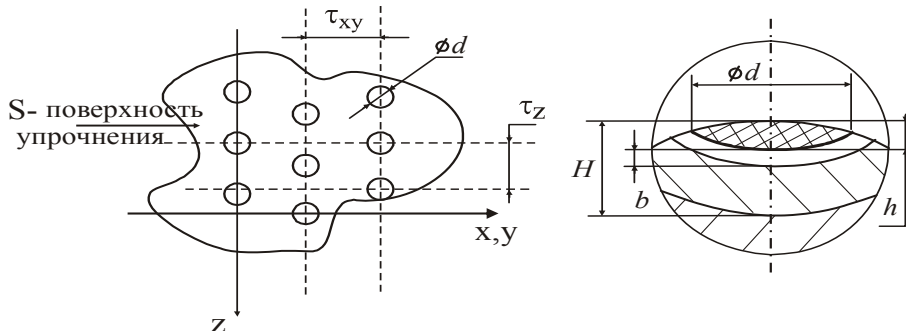 τxy
ϕd
S- поверхность
упрочнения
τz
x,y
z
ϕd
H
b
h